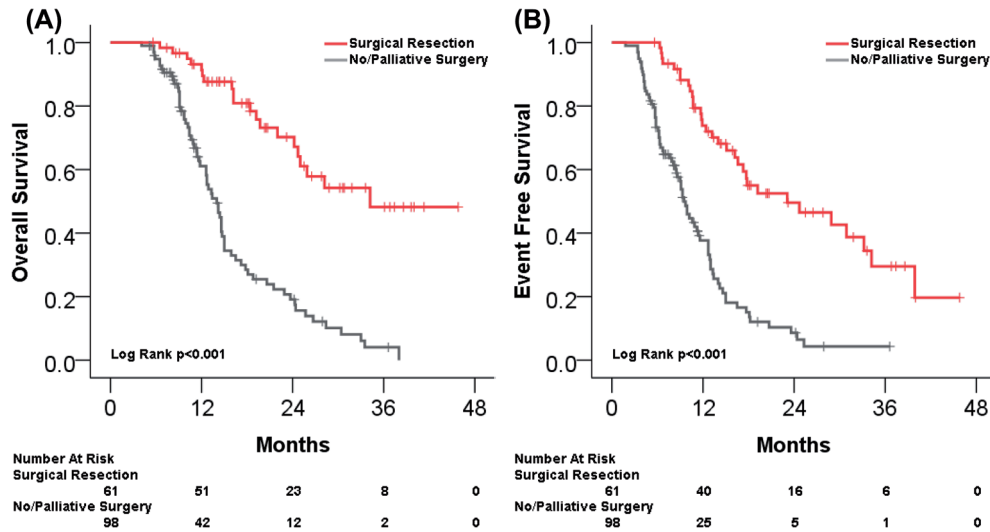 (A)
Overall Survival
1.0
0.8
0.6
0.4
0.2
0.0
Surgical Resection
No/Palliative Surgery
Log Rank p<0.001
0 12 24 36 48
Months
Number At Risk
Surgical Resection
61 51 23 8 0
No/Palliative Surgery
98 42 12 2 0
(B)
Event Free Survival
1.0
0.8
0.6
0.4
0.2
0.0
Surgical Resection
No/Palliative Surgery
Log Rank p<0.001
0 12 24 36 48
Months
Number At Risk
Surgical Resection
61 40 16 6 0
No/Palliative Surgery
98 25 5 1 0